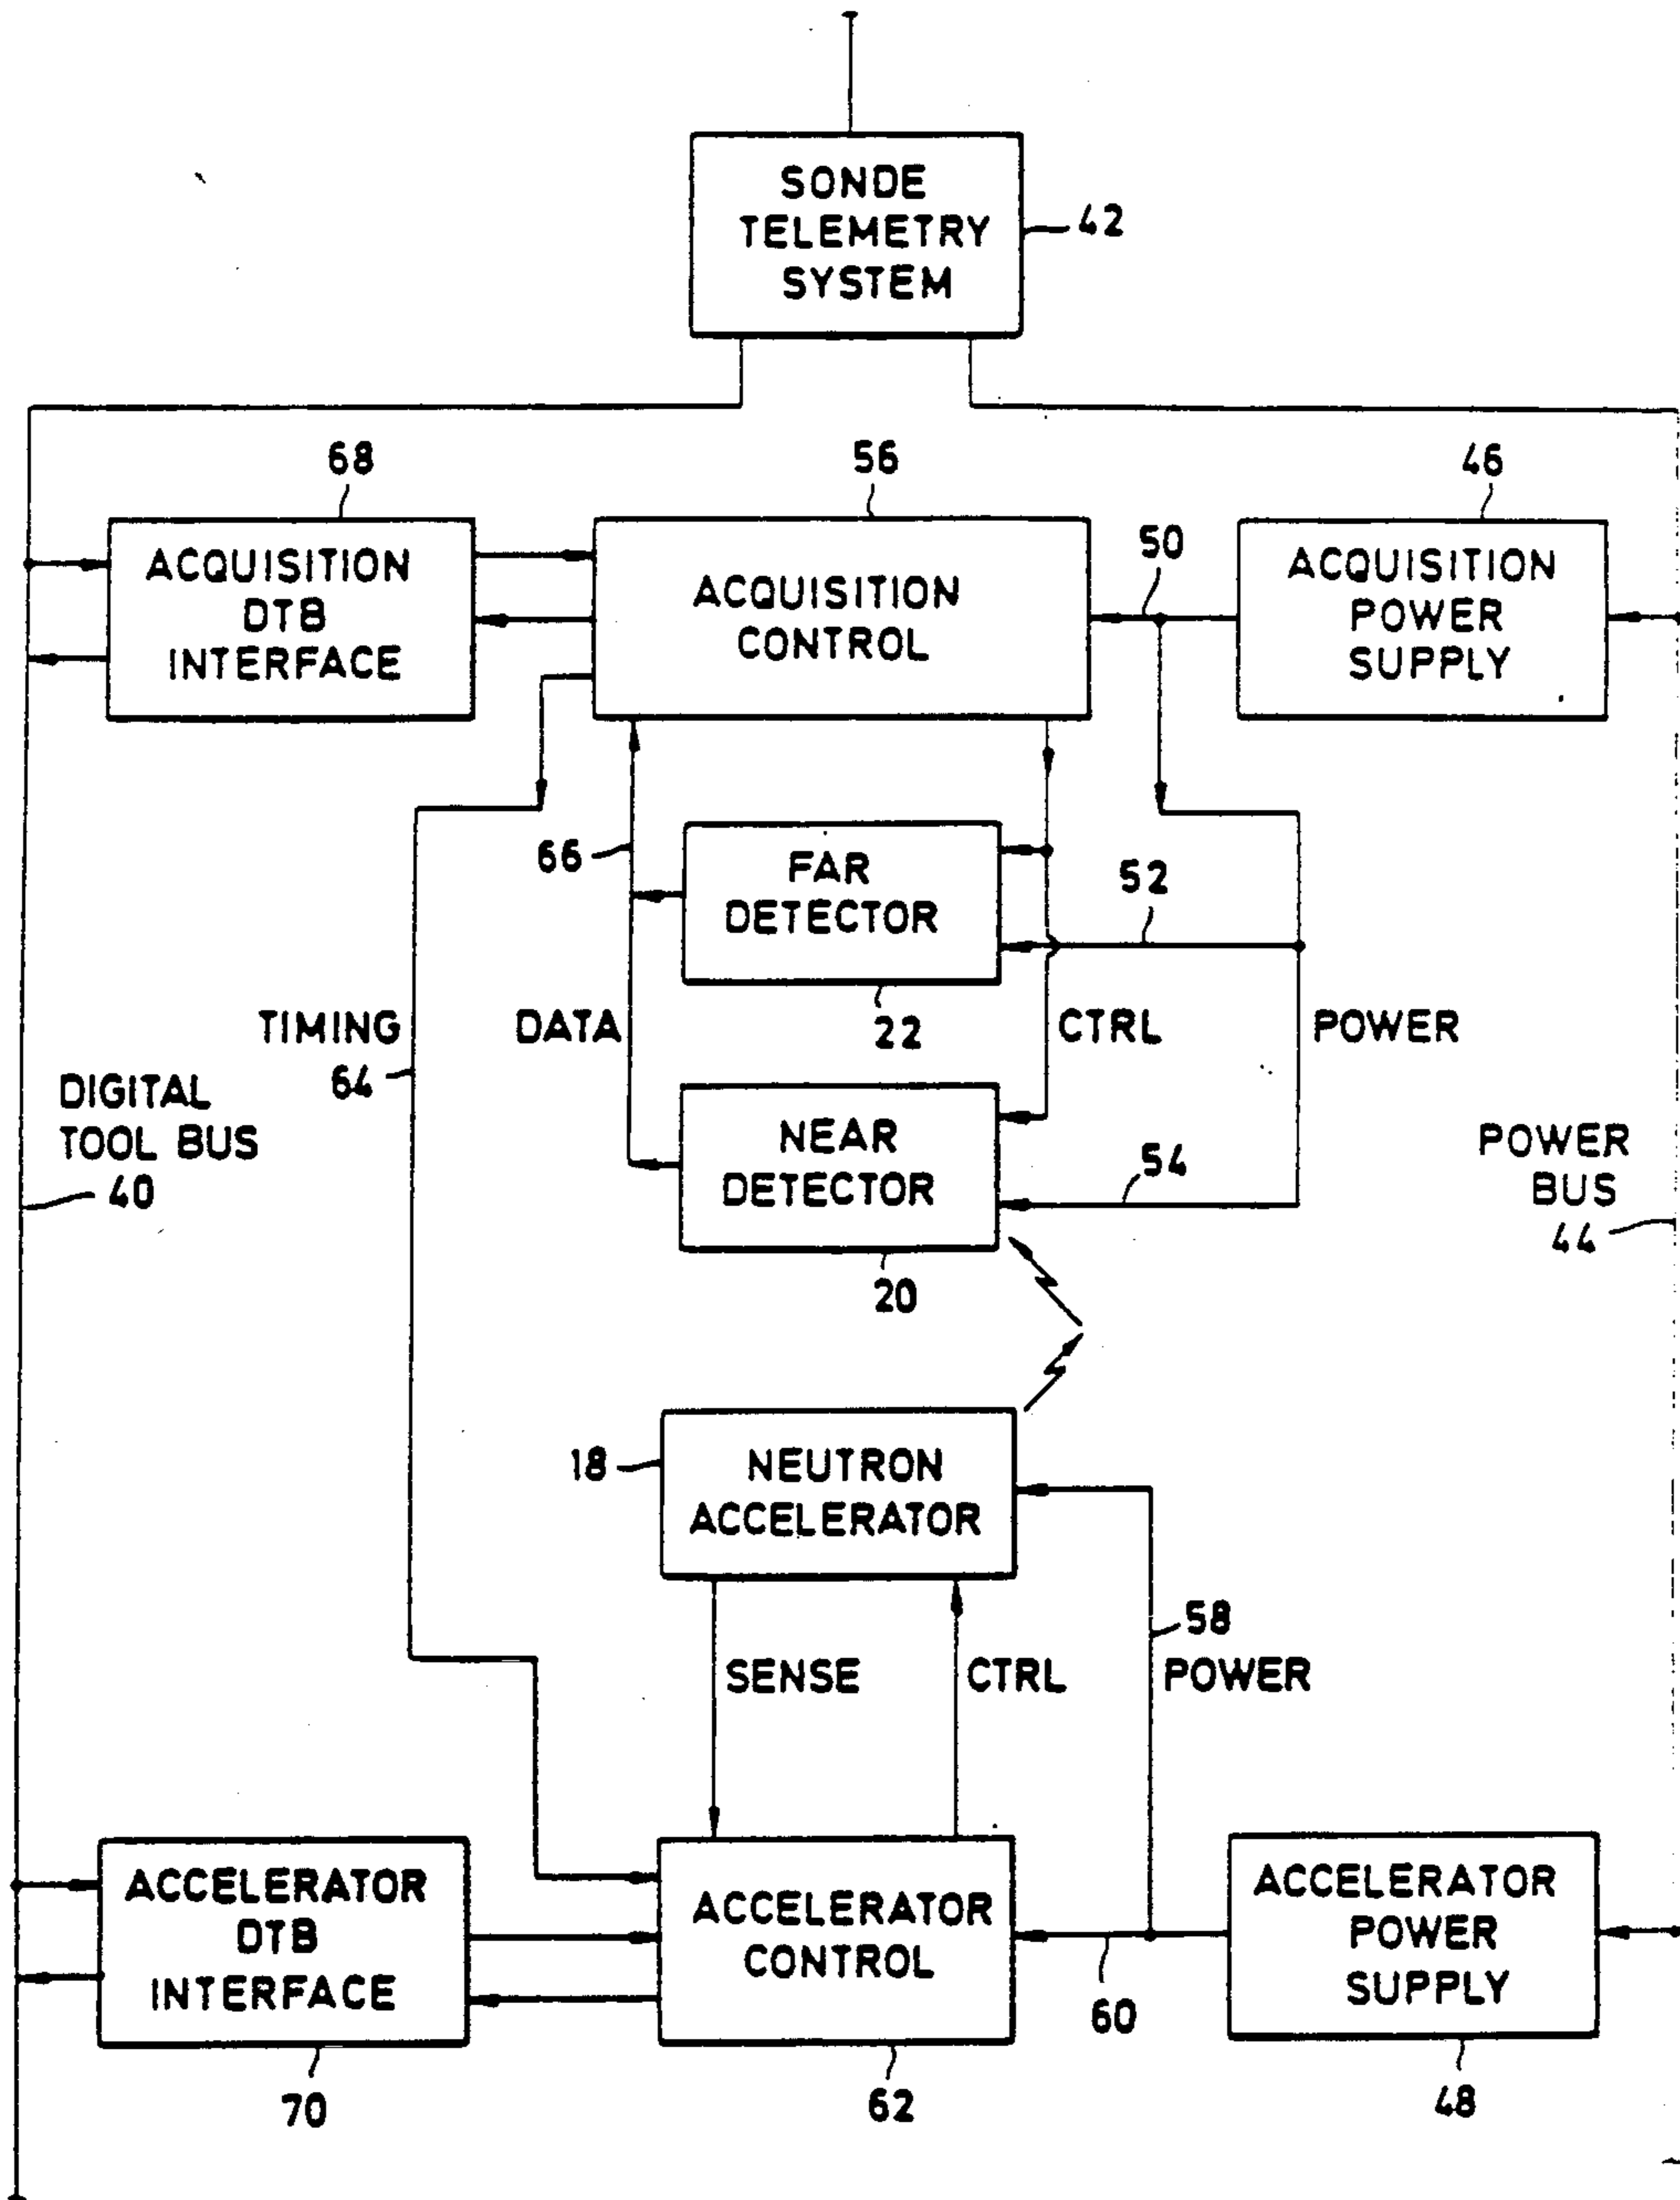 SONDE
TELEMETRY
SYSTEM
42
68
56
46
ACQUISITION
DTB
INTERFACE
ACQUISITION
CONTROL
50
ACQUISITION
POWER
SUPPLY
66
FAR
DETECTOR
52
22
TIMING
64
DATA
CTRL
POWER
DIGITAL
TOOL BUS
40
NEAR
DETECTOR
54
20
POWER
BUS
44
18
NEUTRON
ACCELERATOR
58
SENSE
CTRL
POWER
ACCELERATOR
DTB
INTERFACE
ACCELERATOR
CONTROL
60
ACCELERATOR
POWER
SUPPLY
70
62
48